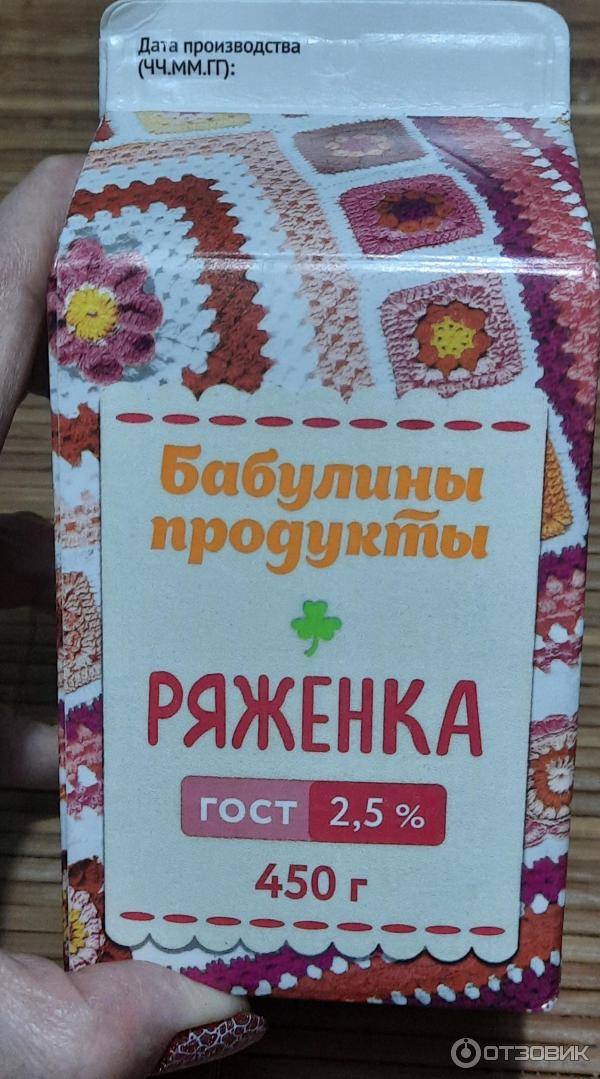 Дата производства
(ЧЧ.ММ.ГГ):
Бабулины
продукты
РЯЖЕНКА
ГОСТ 2,5 %
450 г
ОТЗОВИК